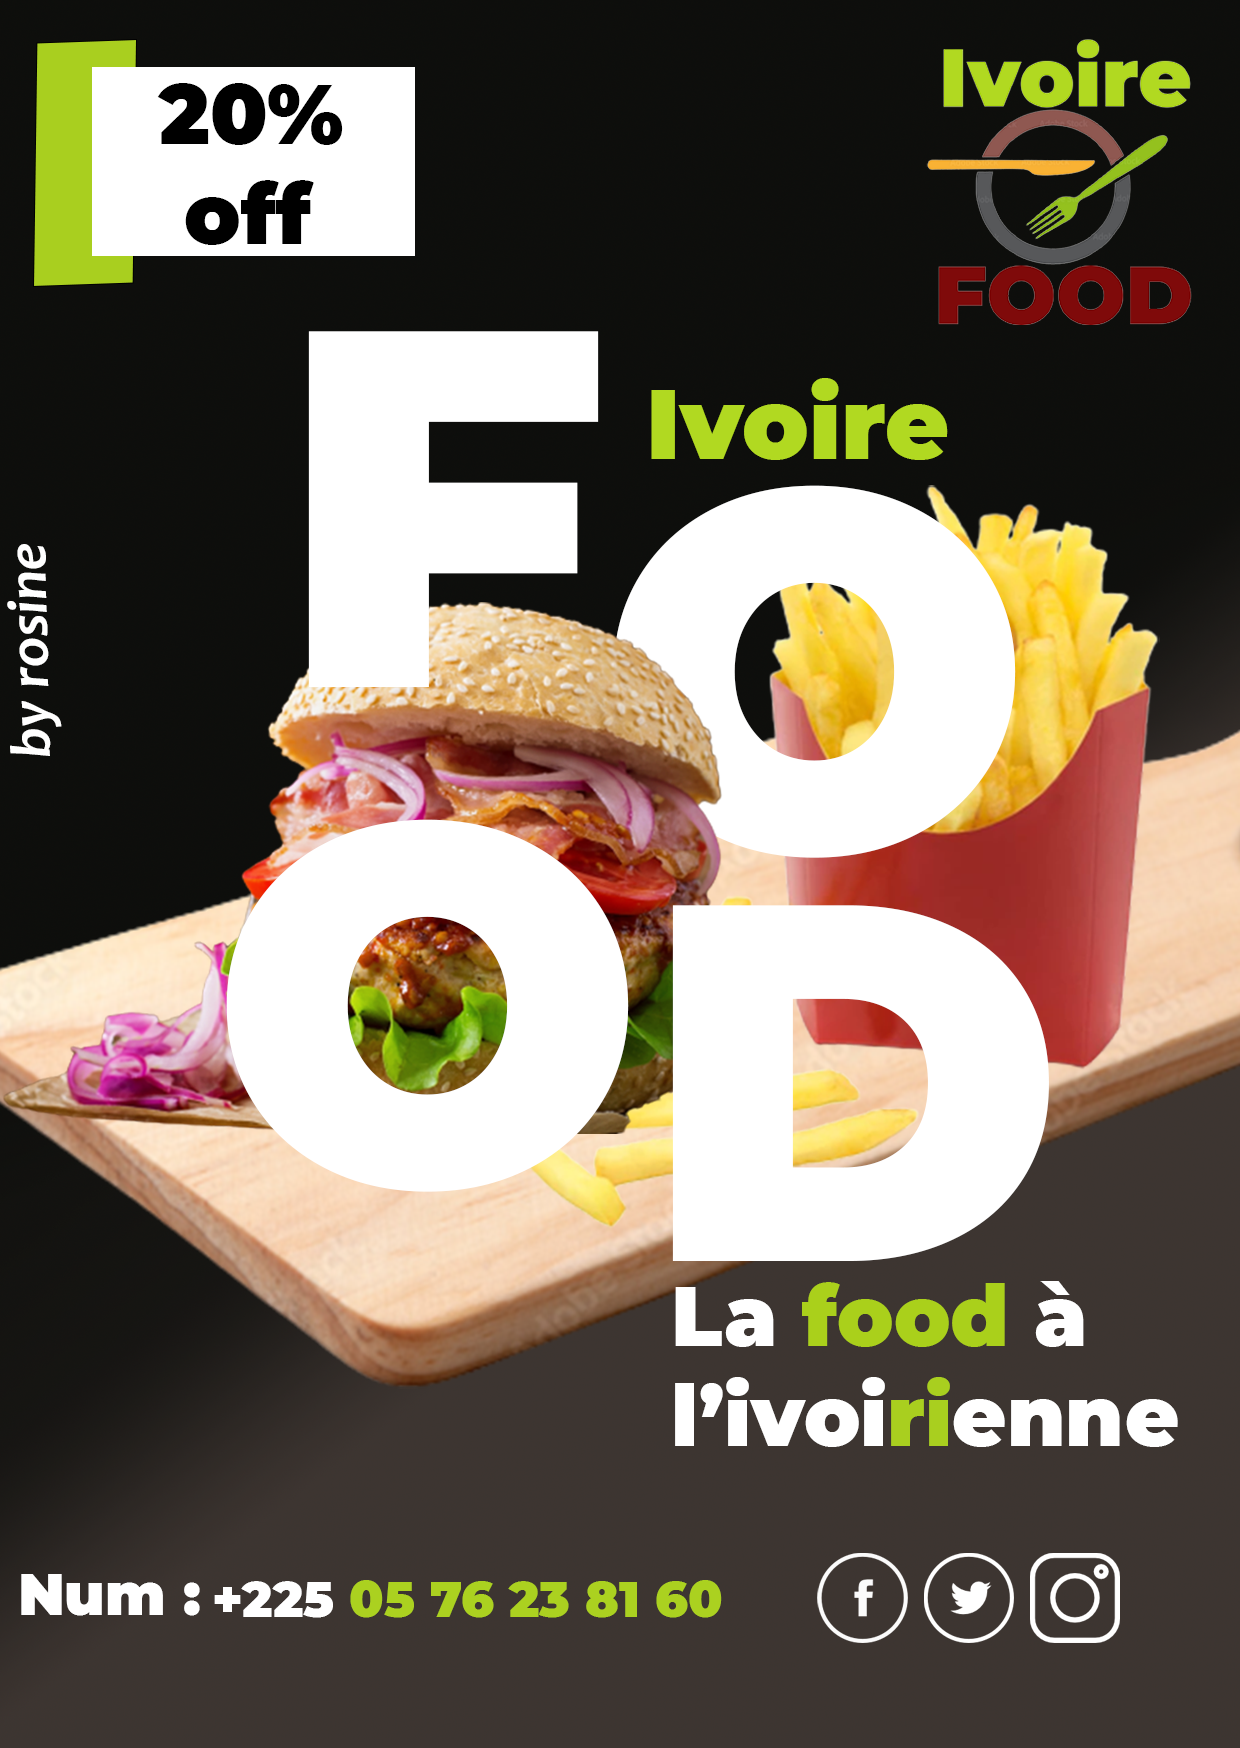 20%
off
Ivoire
FOOD
Ivoire
FO
OD
by rosine
La food à
l’ivoirienne
Num : +225 05 76 23 81 60